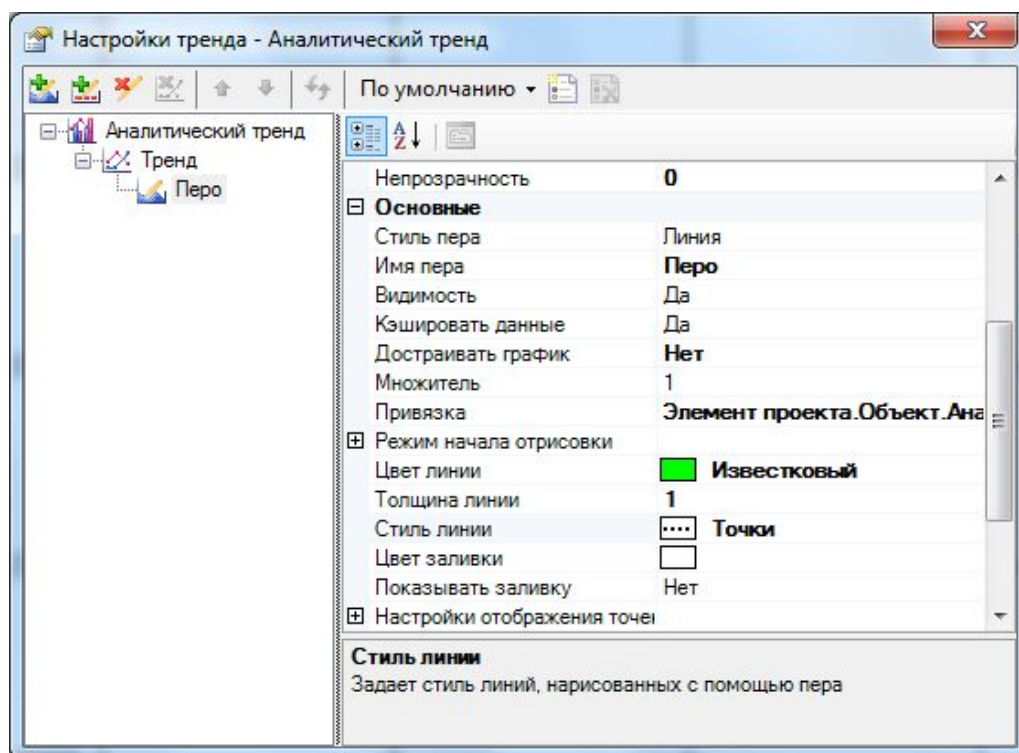 Настройки тренда - Аналитический тренд
По умолчанию
Аналитический тренд
Тренд
Перо
Непрозрачность 0
Основные
Стиль пера Линия
Имя пера Перо
Видимость Да
Кэшировать данные Да
Достраивать график Нет
Множитель 1
Привязка Элемент проекта.Объект.Ана
Режим начала отрисовки
Цвет линии Известковый
Толщина линии 1
Стиль линии Точки
Цвет заливки
Показывать заливку Нет
Настройки отображения точе
Стиль линии
Задает стиль линий, нарисованных с помощью пера